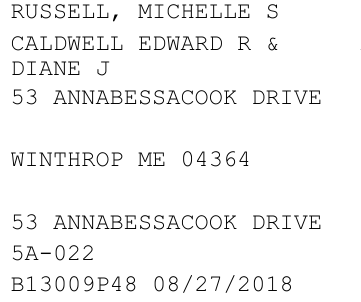 RUSSELL, MICHELLE S
CALDWELL EDWARD R &
DIANE J
53 ANNABESSACOOK DRIVE
WINTHROP ME 04364
53 ANNABESSACOOK DRIVE
5A-022
B13009P48 08/27/2018